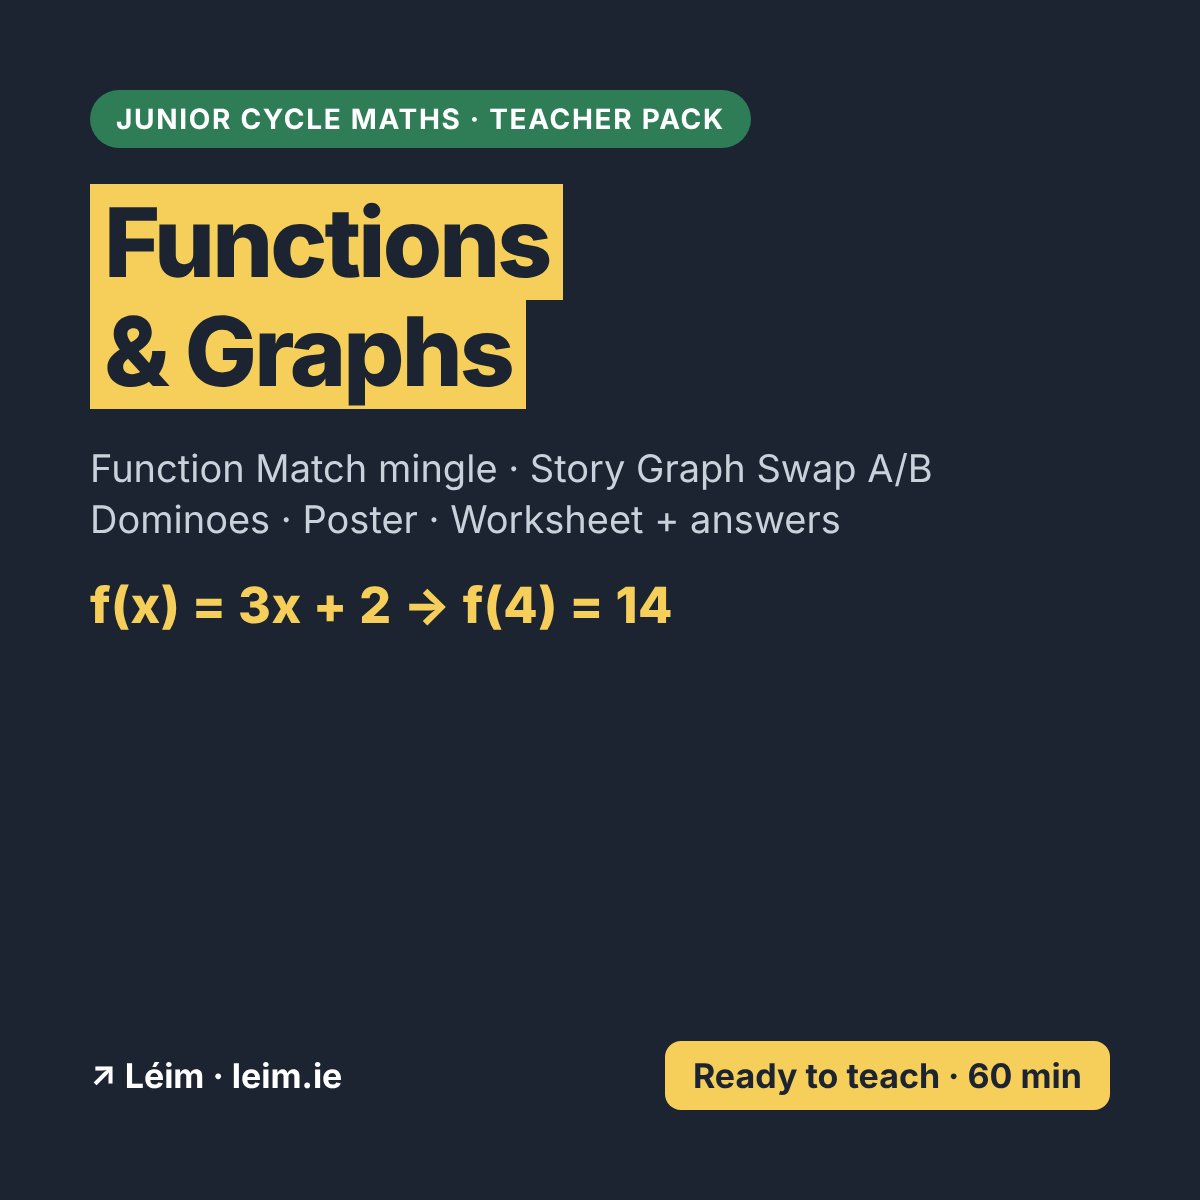 JUNIOR CYCLE MATHS · TEACHER PACK
Functions
& Graphs
Function Match mingle · Story Graph Swap A/B
Dominoes · Poster · Worksheet + answers
f(x) = 3x + 2 → f(4) = 14
↗ Léim · leim.ie
Ready to teach · 60 min